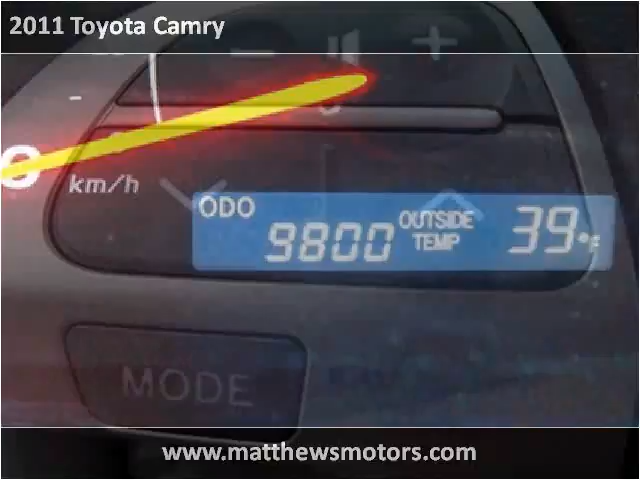 2011 Toyota Camry
km/h
ODO
9800
OUTSIDE
TEMP
39°F
MODE
www.matthewsmotors.com